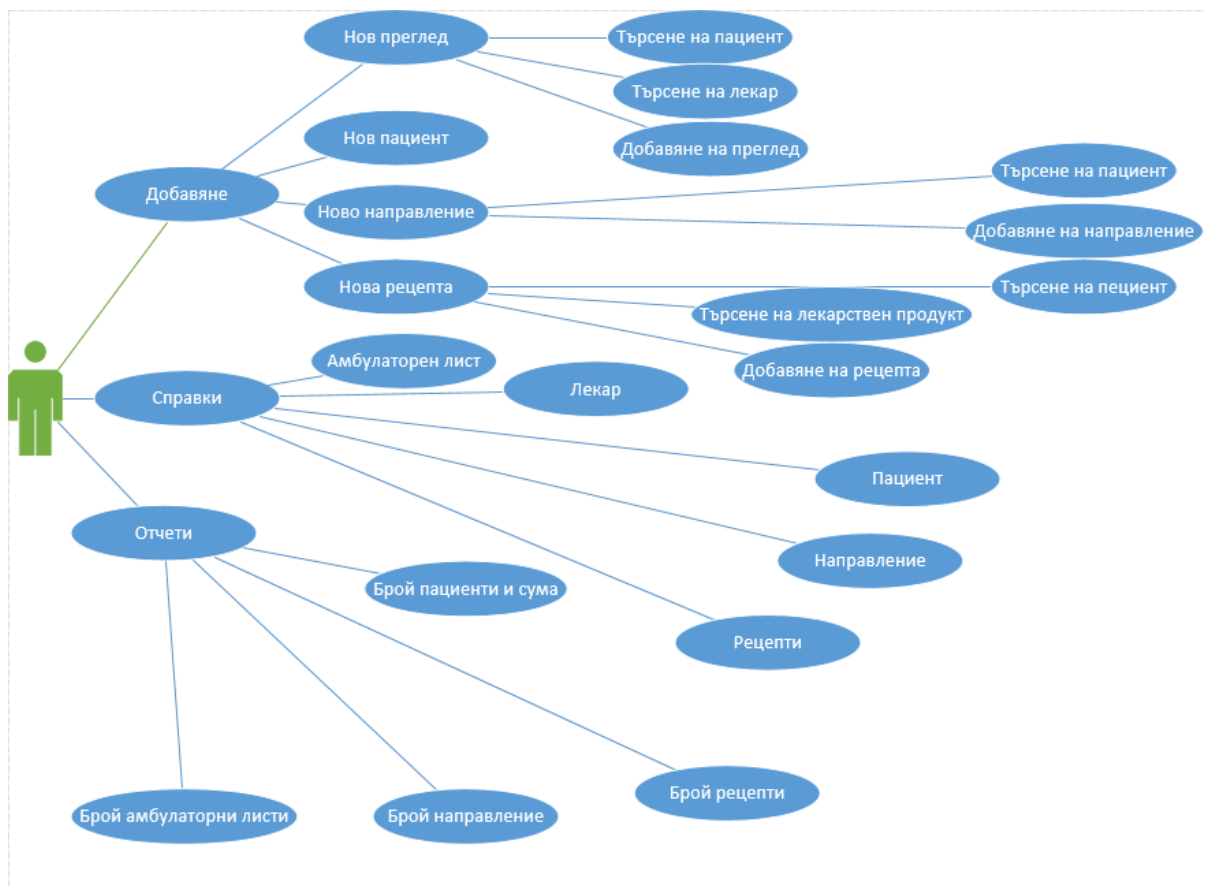 Нов преглед
Търсене на пациент
Търсене на лекар
Нов пациент
Добавяне на преглед
Търсене на пациент
Добавяне
Ново направление
Добавяне на направление
Нова рецепта
Търсене на пециент
Търсене на лекарствен продукт
Амбулаторен лист
Добавяне на рецепта
Лекар
Справки
Пациент
Отчети
Направление
Брой пациенти и сума
Рецепти
Брой рецепти
Брой амбулаторни листи
Брой направление